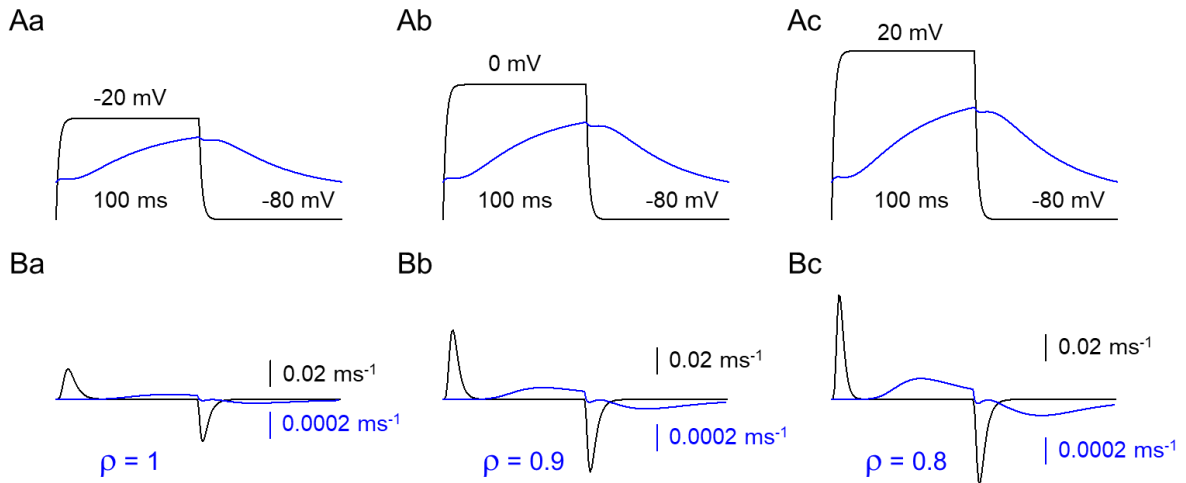 Aa
Ab
Ac
-20 mV
0 mV
20 mV
100 ms
-80 mV
100 ms
-80 mV
100 ms
-80 mV
Ba
Bb
Bc
0.02 ms⁻¹
0.0002 ms⁻¹
0.02 ms⁻¹
0.0002 ms⁻¹
0.02 ms⁻¹
0.0002 ms⁻¹
ρ = 1
ρ = 0.9
ρ = 0.8